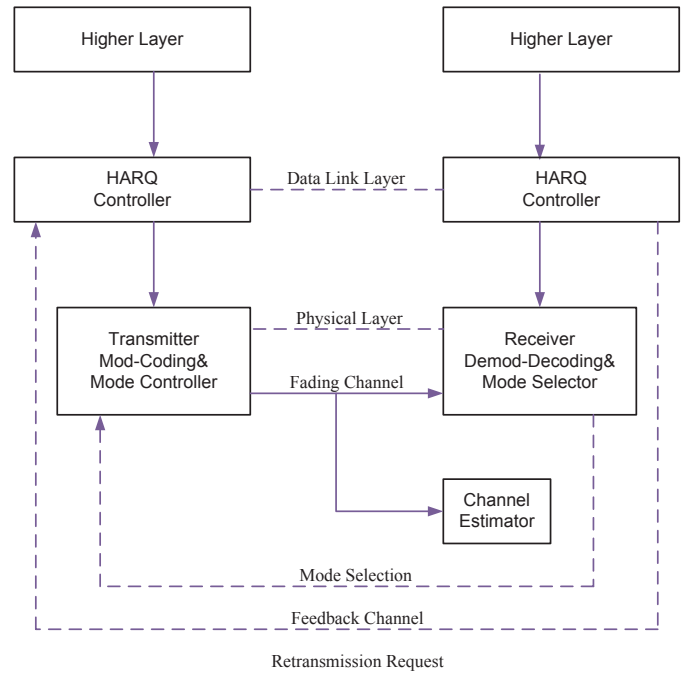 Higher Layer
Higher Layer
HARQ
Controller
Data Link Layer
HARQ
Controller
Transmitter
Mod-Coding&
Mode Controller
Physical Layer
Receiver
Demod-Decoding&
Mode Selector
Fading Channel
Channel
Estimator
Mode Selection
Feedback Channel
Retransmission Request